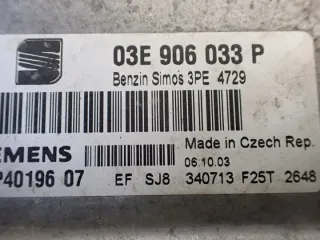 03E 906 033 P
Benzin Simos 3PE 4729
EMENS
Made in Czech Rep.
06.10.03
P40196 07
EF SJ8 340713 F25T 2648